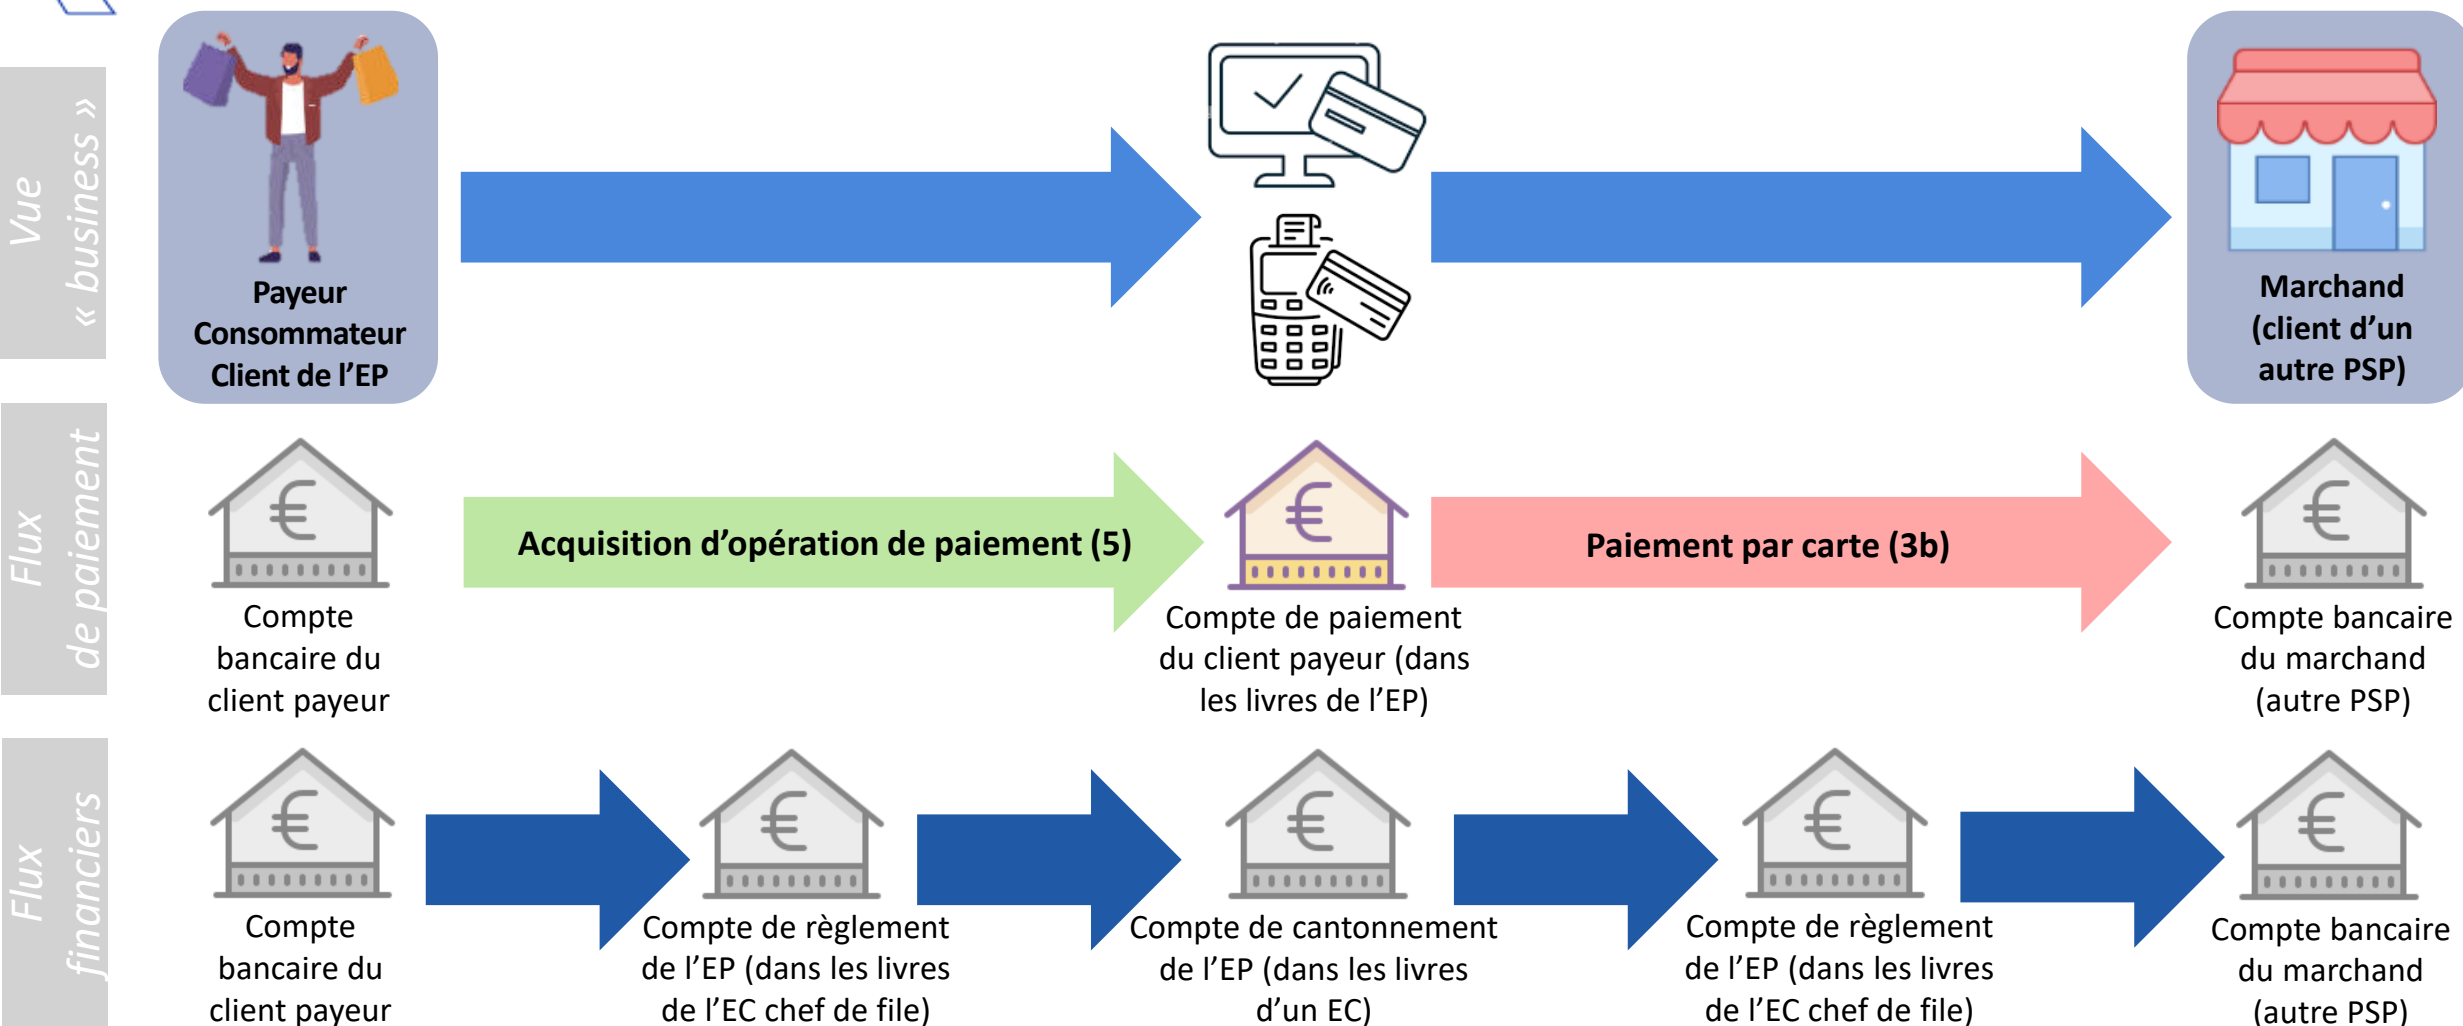 Vue
« business »
Payeur
Consommateur
Client de l’EP
Marchand
(client d’un
autre PSP)
Flux
de paiement
€
Compte
bancaire du
client payeur
Acquisition d’opération de paiement (5)
€
Compte de paiement
du client payeur (dans
les livres de l’EP)
Paiement par carte (3b)
€
Compte bancaire
du marchand
(autre PSP)
Flux
financiers
€
Compte
bancaire du
client payeur
€
Compte de règlement
de l’EP (dans les livres
de l’EC chef de file)
€
Compte de cantonnement
de l’EP (dans les livres
d’un EC)
€
Compte de règlement
de l’EP (dans les livres
de l’EC chef de file)
€
Compte bancaire
du marchand
(autre PSP)